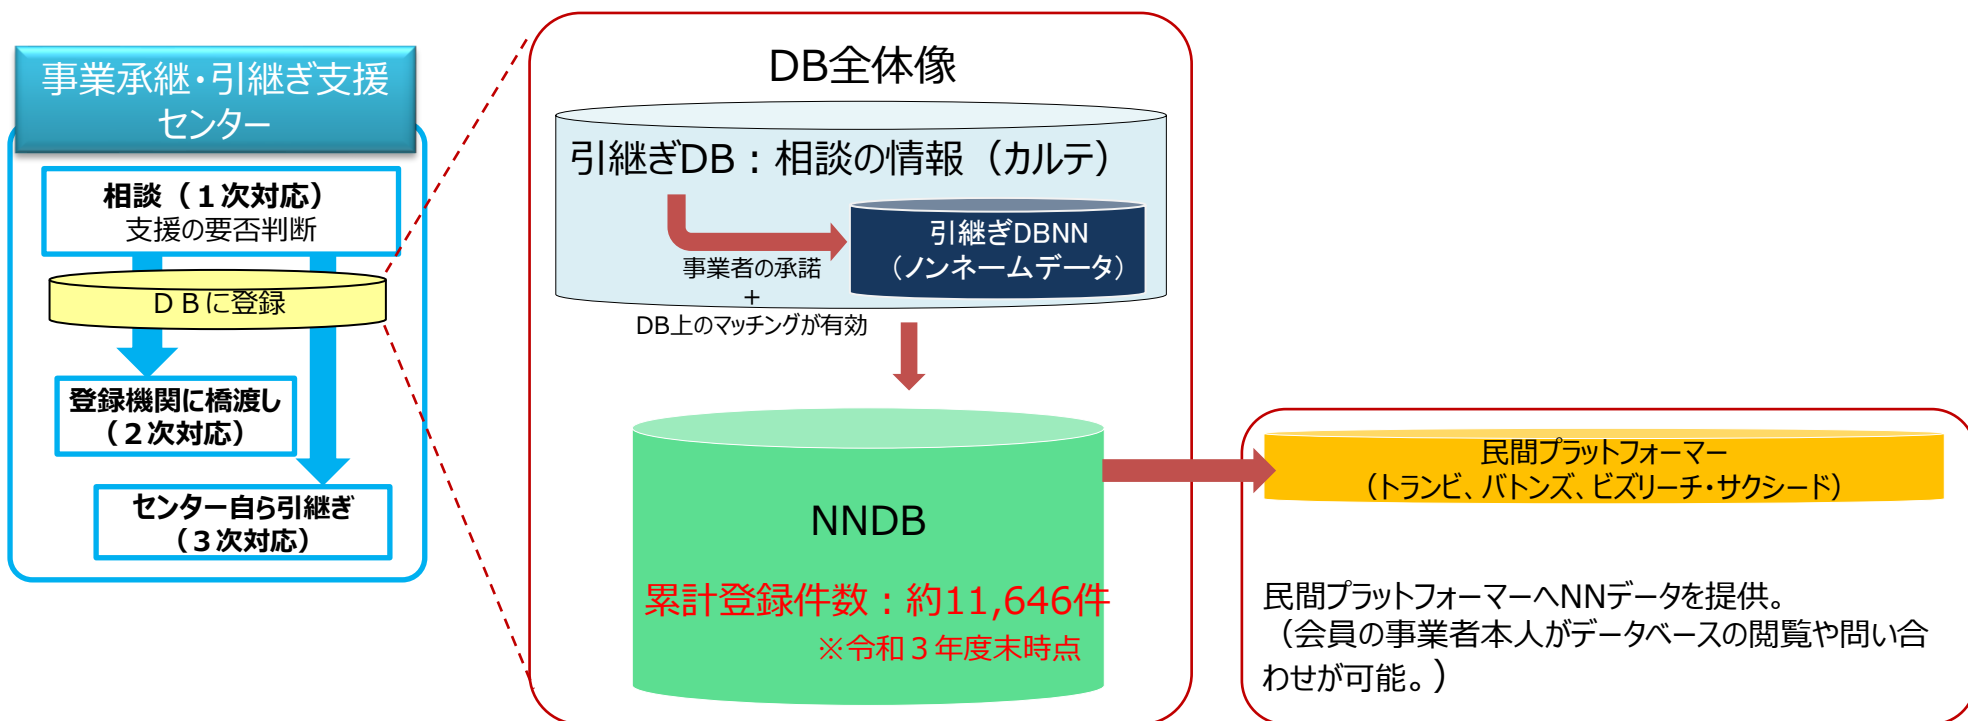 事業承継・引継ぎ支援
センター
相談（１次対応）
支援の要否判断
ＤＢに登録
登録機関に橋渡し
（２次対応）
センター自ら引継ぎ
（３次対応）
DB全体像
引継ぎDB：相談の情報（カルテ）
引継ぎDBNN
（ノンネームデータ）
事業者の承諾
+
DB上のマッチングが有効
NNDB
累計登録件数：約11,646件
※令和３年度末時点
民間プラットフォーマー
（トランビ、バトンズ、ビズリーチ・サクシード）
民間プラットフォーマーへNNデータを提供。
（会員の事業者本人がデータベースの閲覧や問い合
わせが可能。）